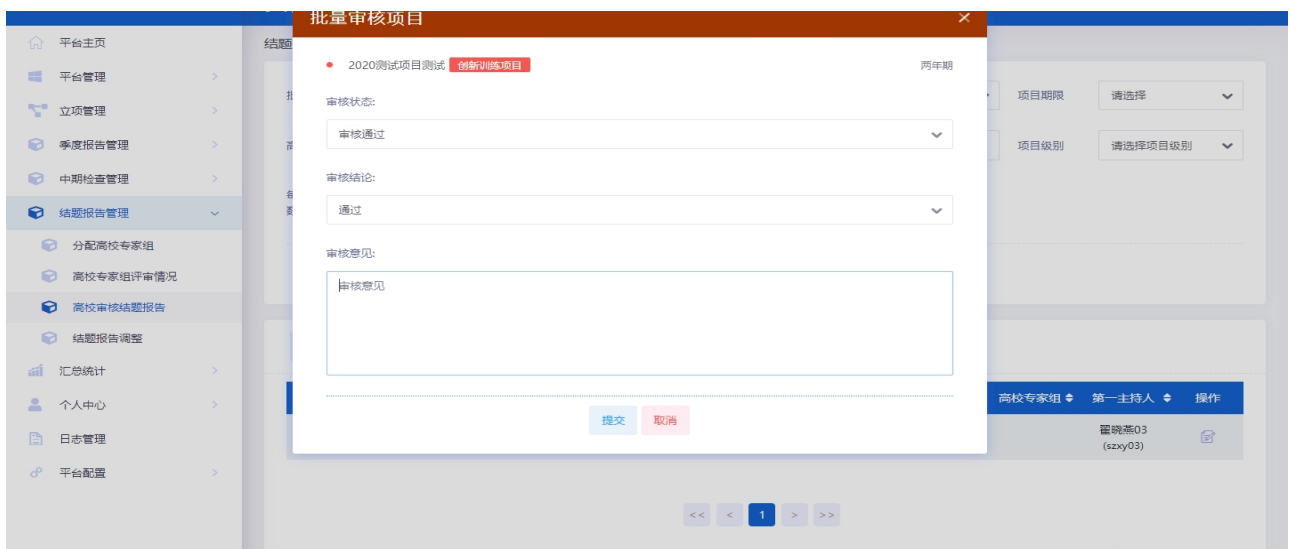 批量审核项目
×
平台主页
结题
2020测试项目测试 创新训练项目 两年期
平台管理
审核状态:
项目期限 请选择
立项管理
审核通过
季度报告管理
项目级别 请选择项目级别
中期检查管理
审核结论:
结题报告管理
通过
分配高校专家组
审核意见:
高校专家组评审情况
审核意见
高校审核结题报告
结题报告调整
汇总统计
个人中心
高校专家组 第一主持人 操作
提交 取消
日志管理
翟晓燕03
(szxy03)
平台配置
<< < 1 > >>